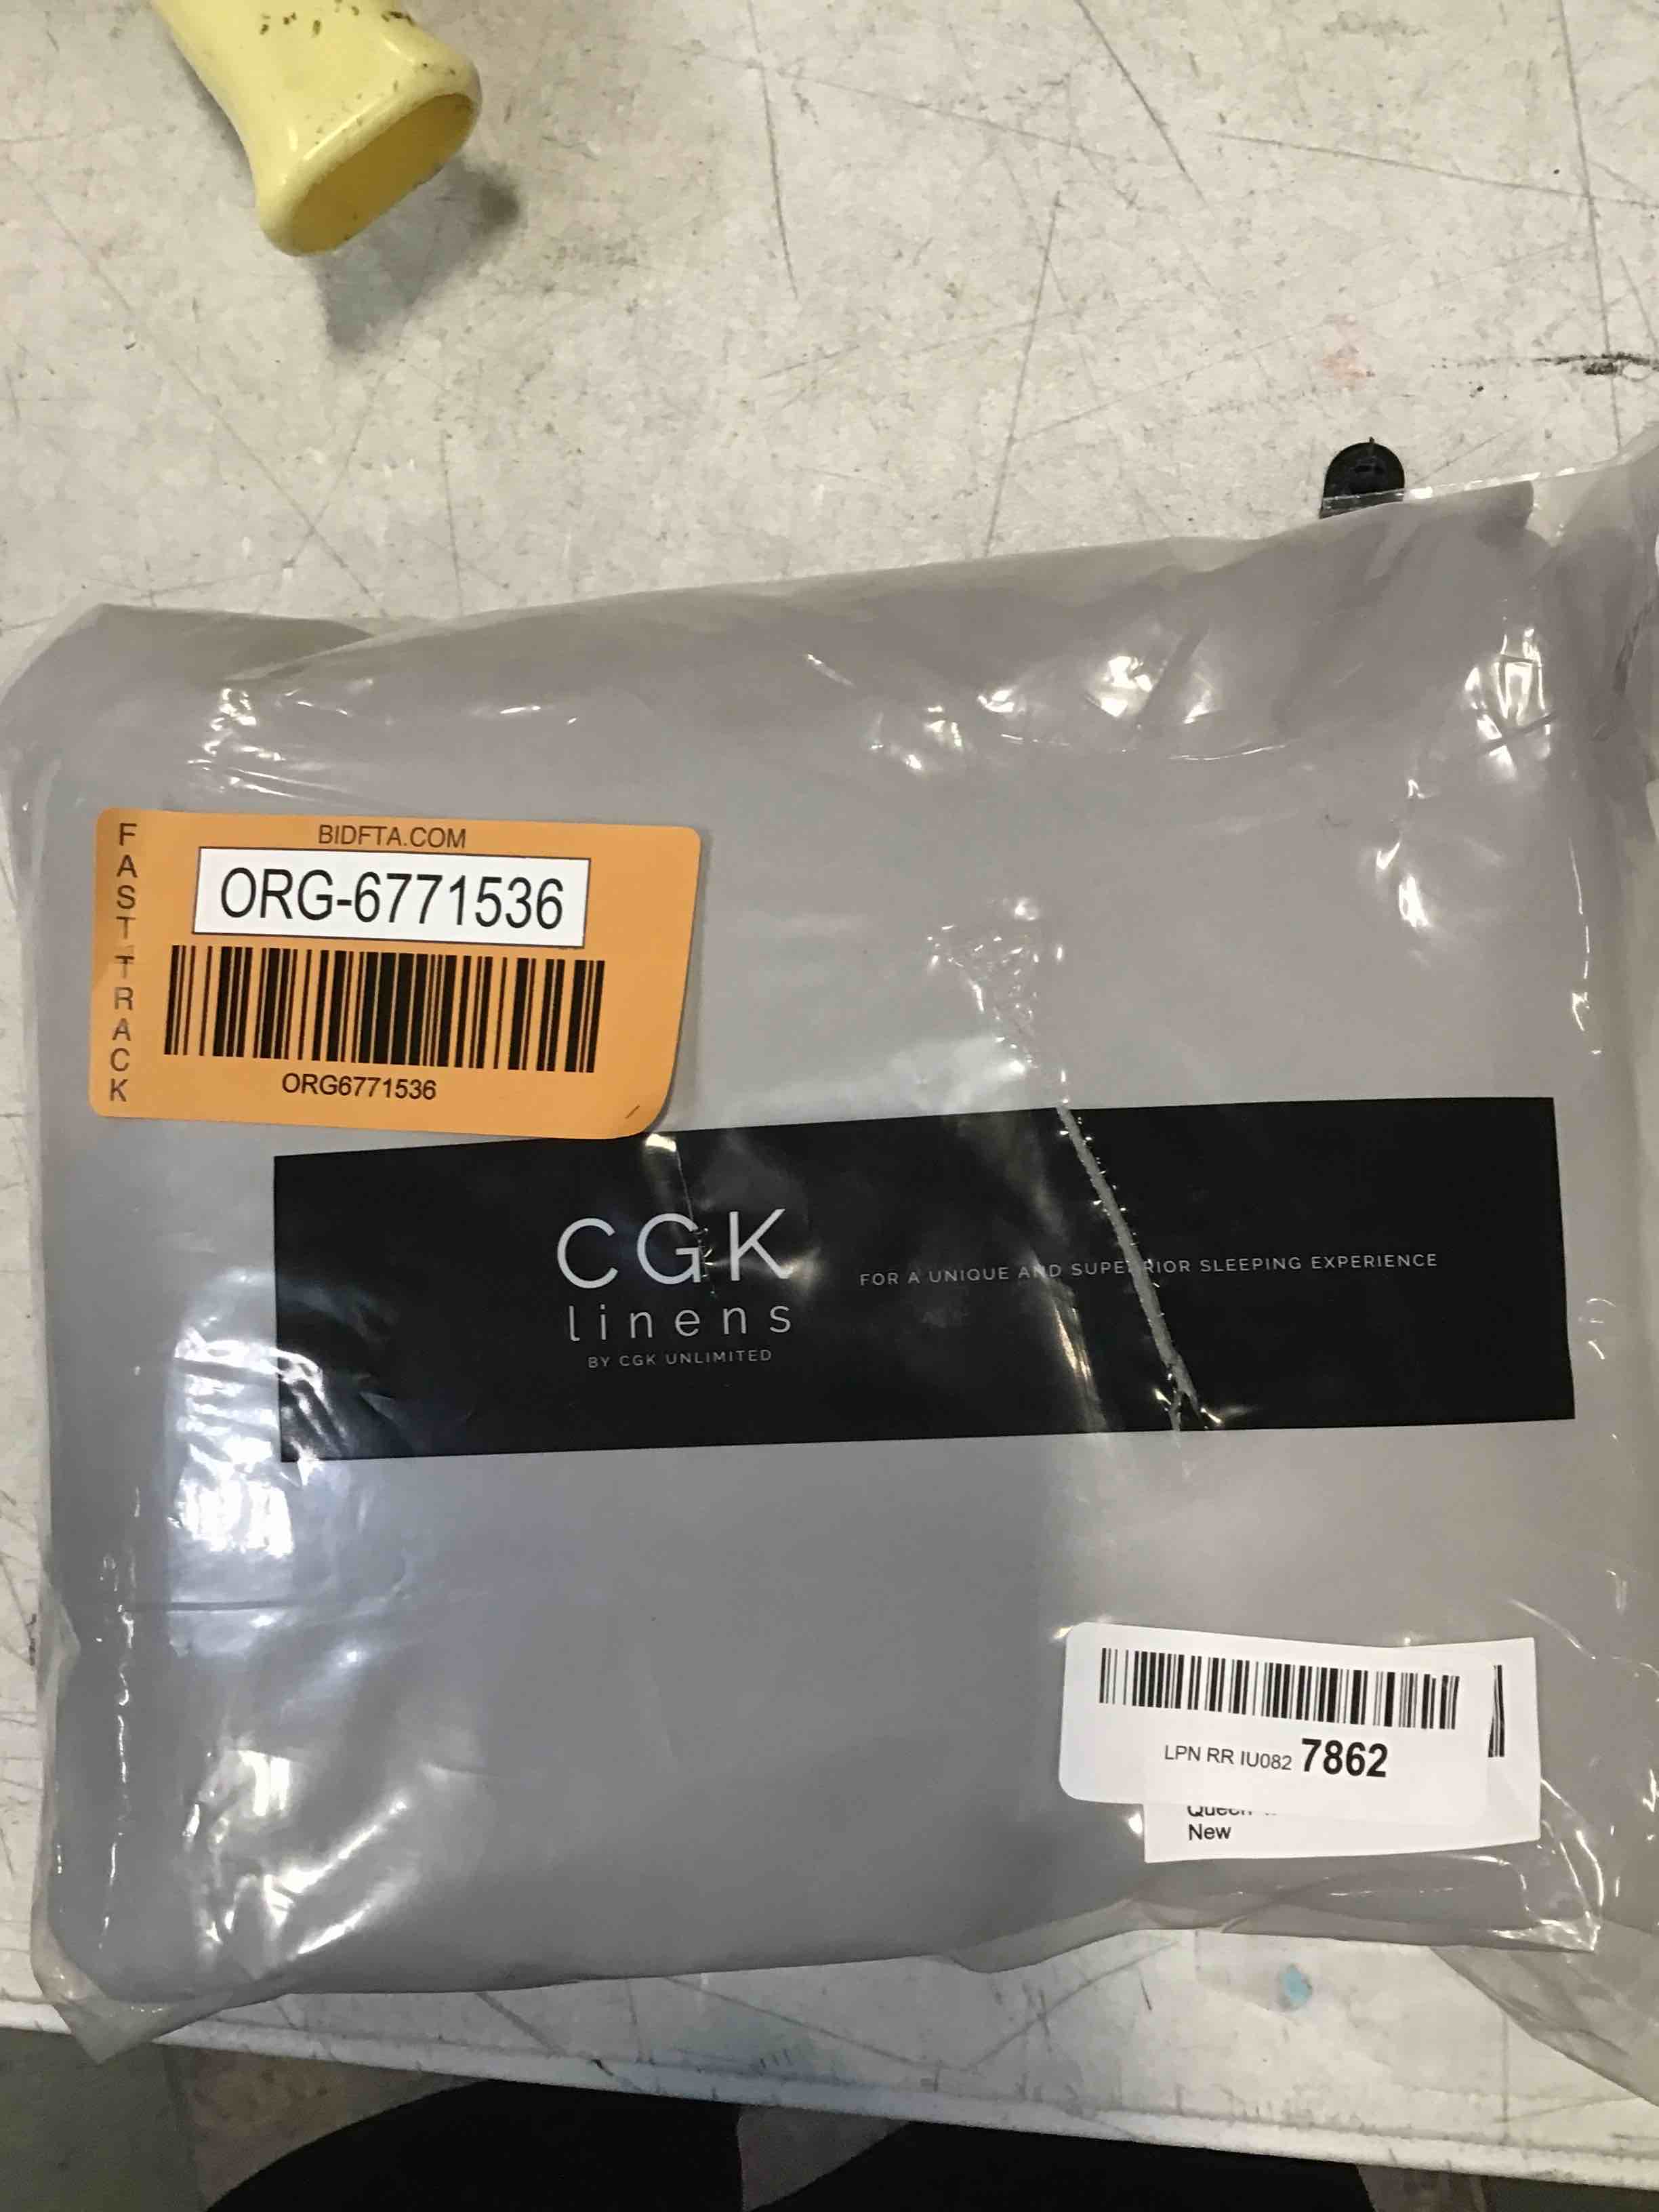 FAST TRACK
BIDFTA.COM
ORG-6771536
ORG6771536
CGK
linens
BY CGK UNLIMITED
FOR A UNIQUE AND SUPERIOR SLEEPING EXPERIENCE
LPN RR IU082 7862
Queen
New